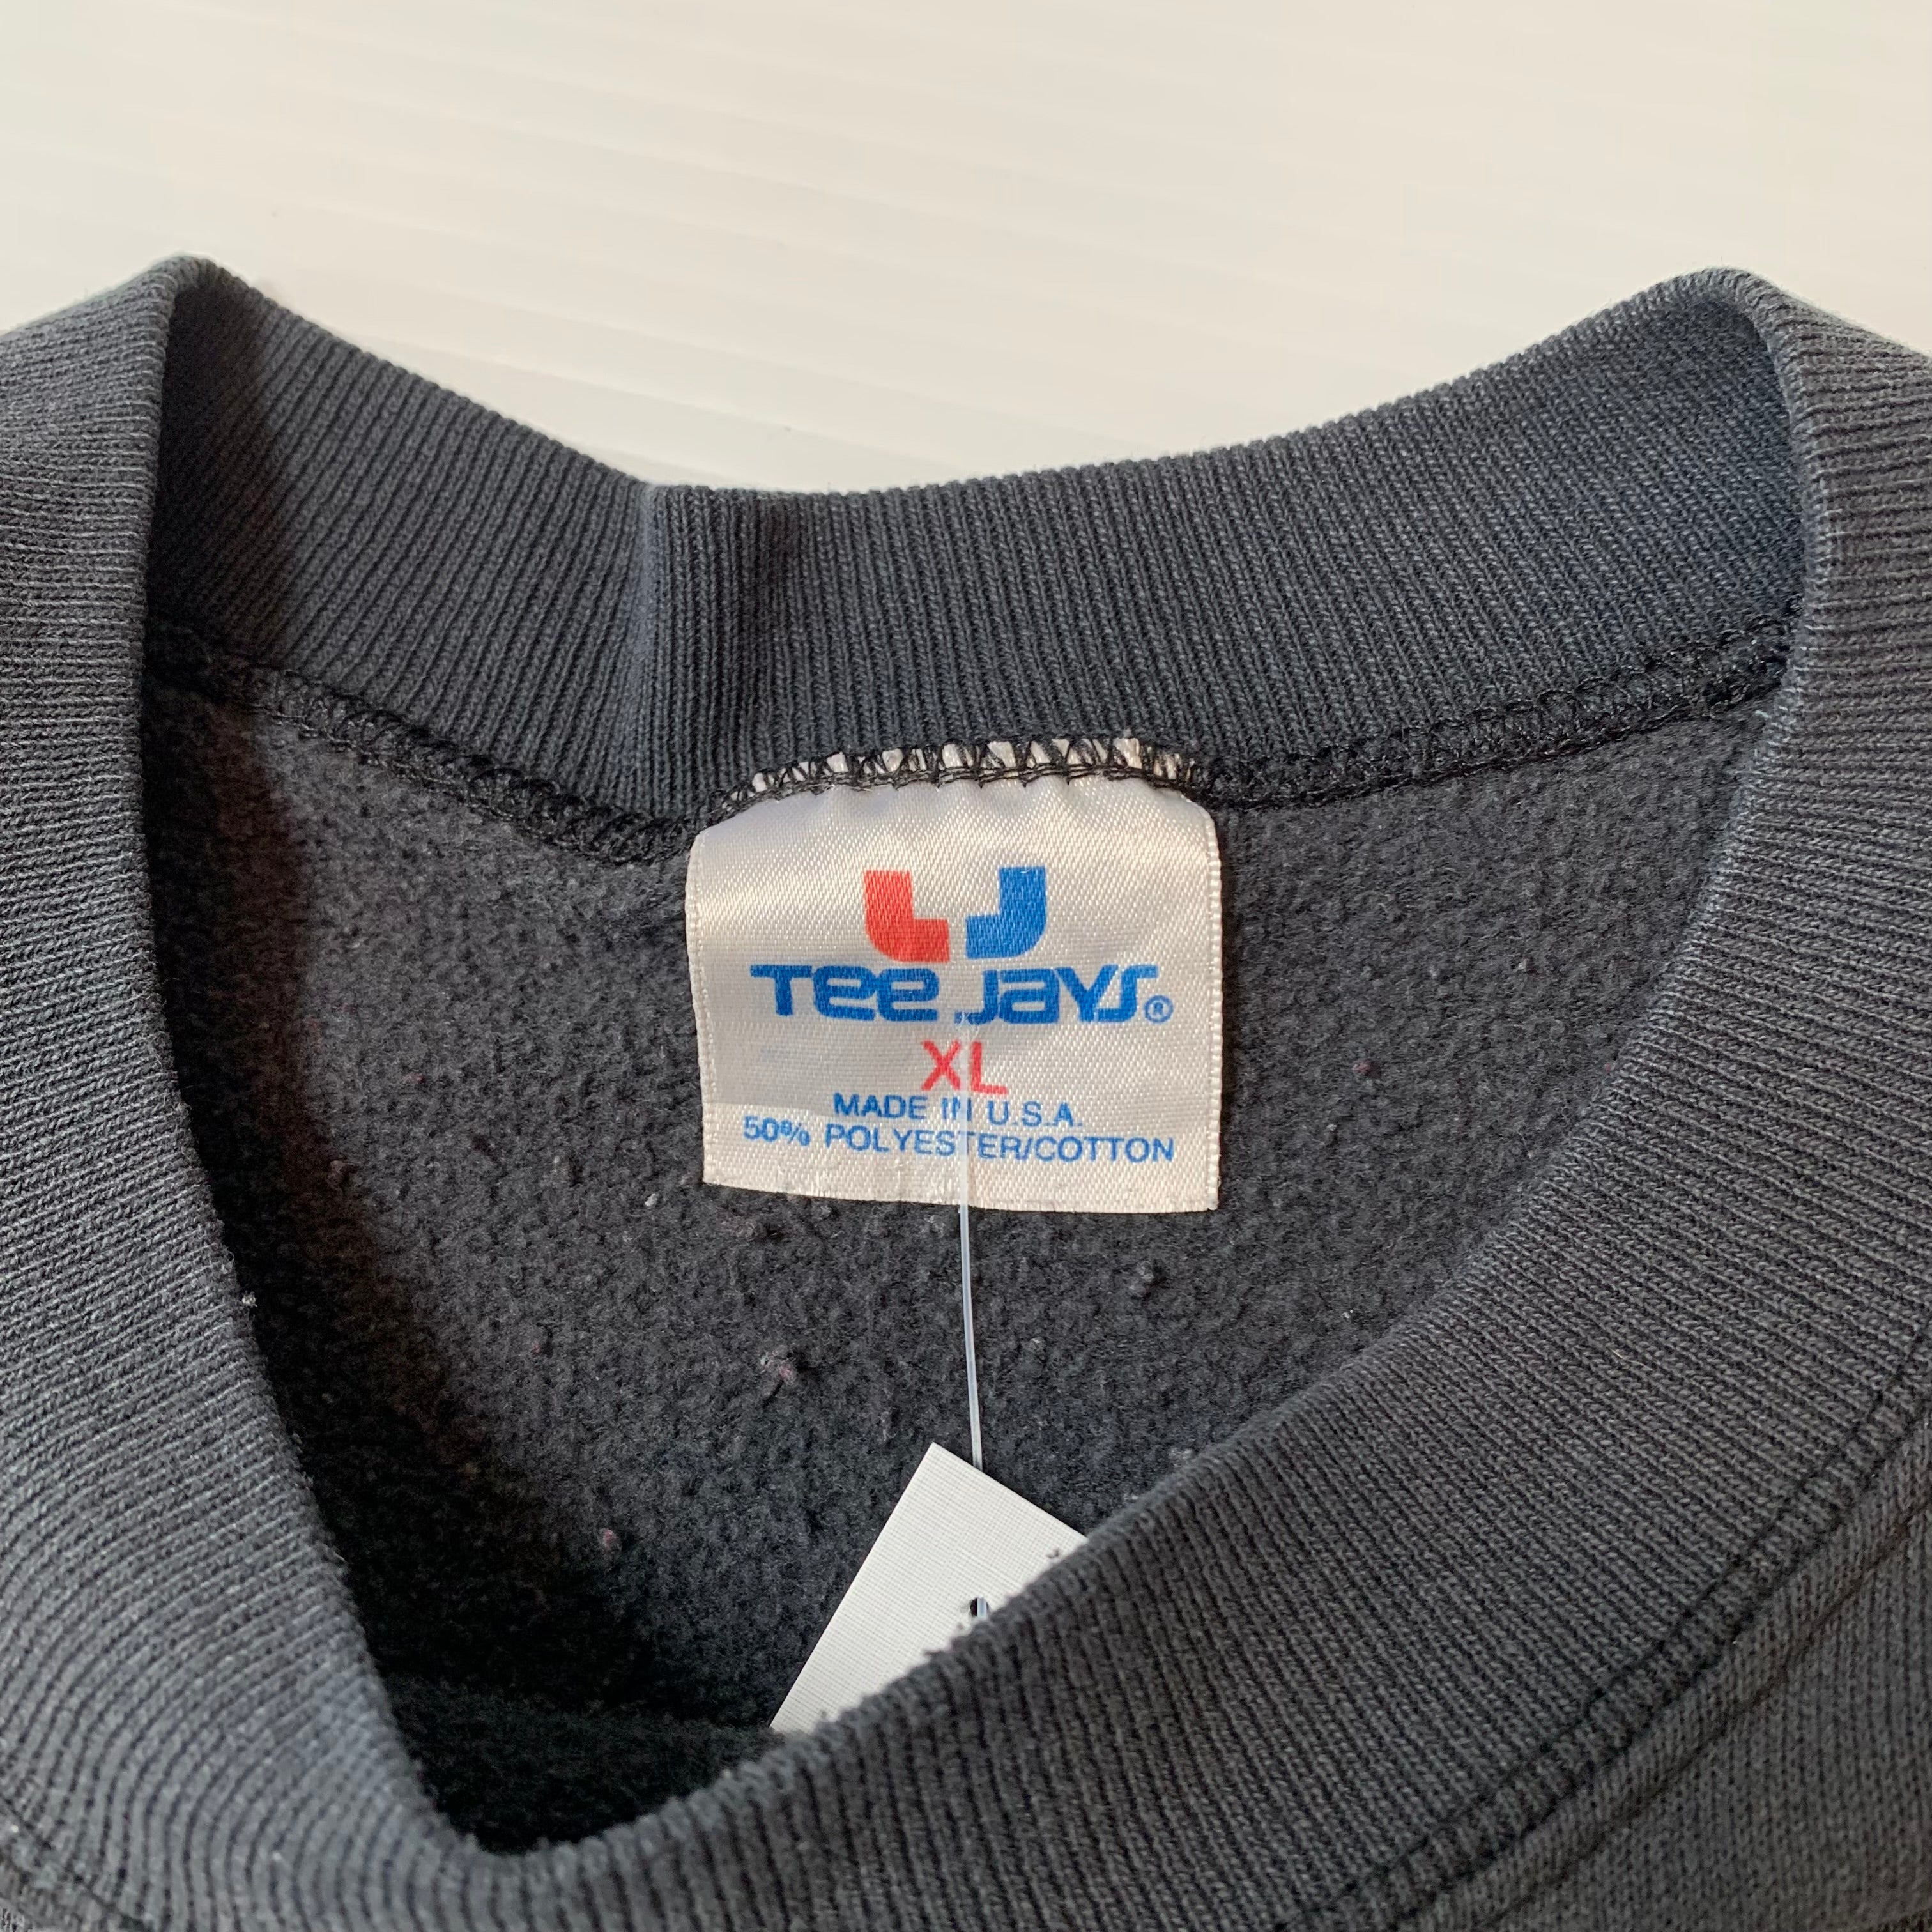 Tee Jays®
XL
MADE IN U.S.A.
50% POLYESTER/COTTON